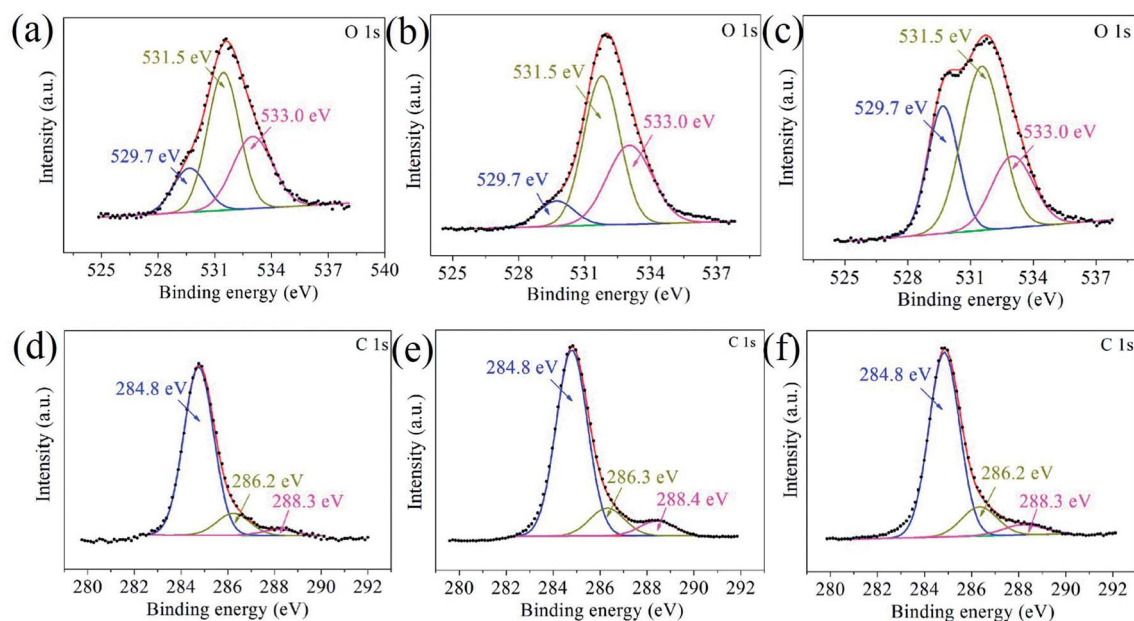 (a)
O 1s
531.5 eV
533.0 eV
529.7 eV
Intensity (a.u.)
525 528 531 534 537 540
Binding energy (eV)
(b)
O 1s
531.5 eV
533.0 eV
529.7 eV
Intensity (a.u.)
525 528 531 534 537
Binding energy (eV)
(c)
O 1s
531.5 eV
529.7 eV
533.0 eV
Intensity (a.u.)
525 528 531 534 537
Binding energy (eV)
(d)
C 1s
284.8 eV
286.2 eV
288.3 eV
Intensity (a.u.)
280 282 284 286 288 290 292
Binding energy (eV)
(e)
C 1s
284.8 eV
286.3 eV
288.4 eV
Intensity (a.u.)
280 282 284 286 288 290 292
Binding energy (eV)
(f)
C 1s
284.8 eV
286.2 eV
288.3 eV
Intensity (a.u.)
280 282 284 286 288 290 292
Binding energy (eV)